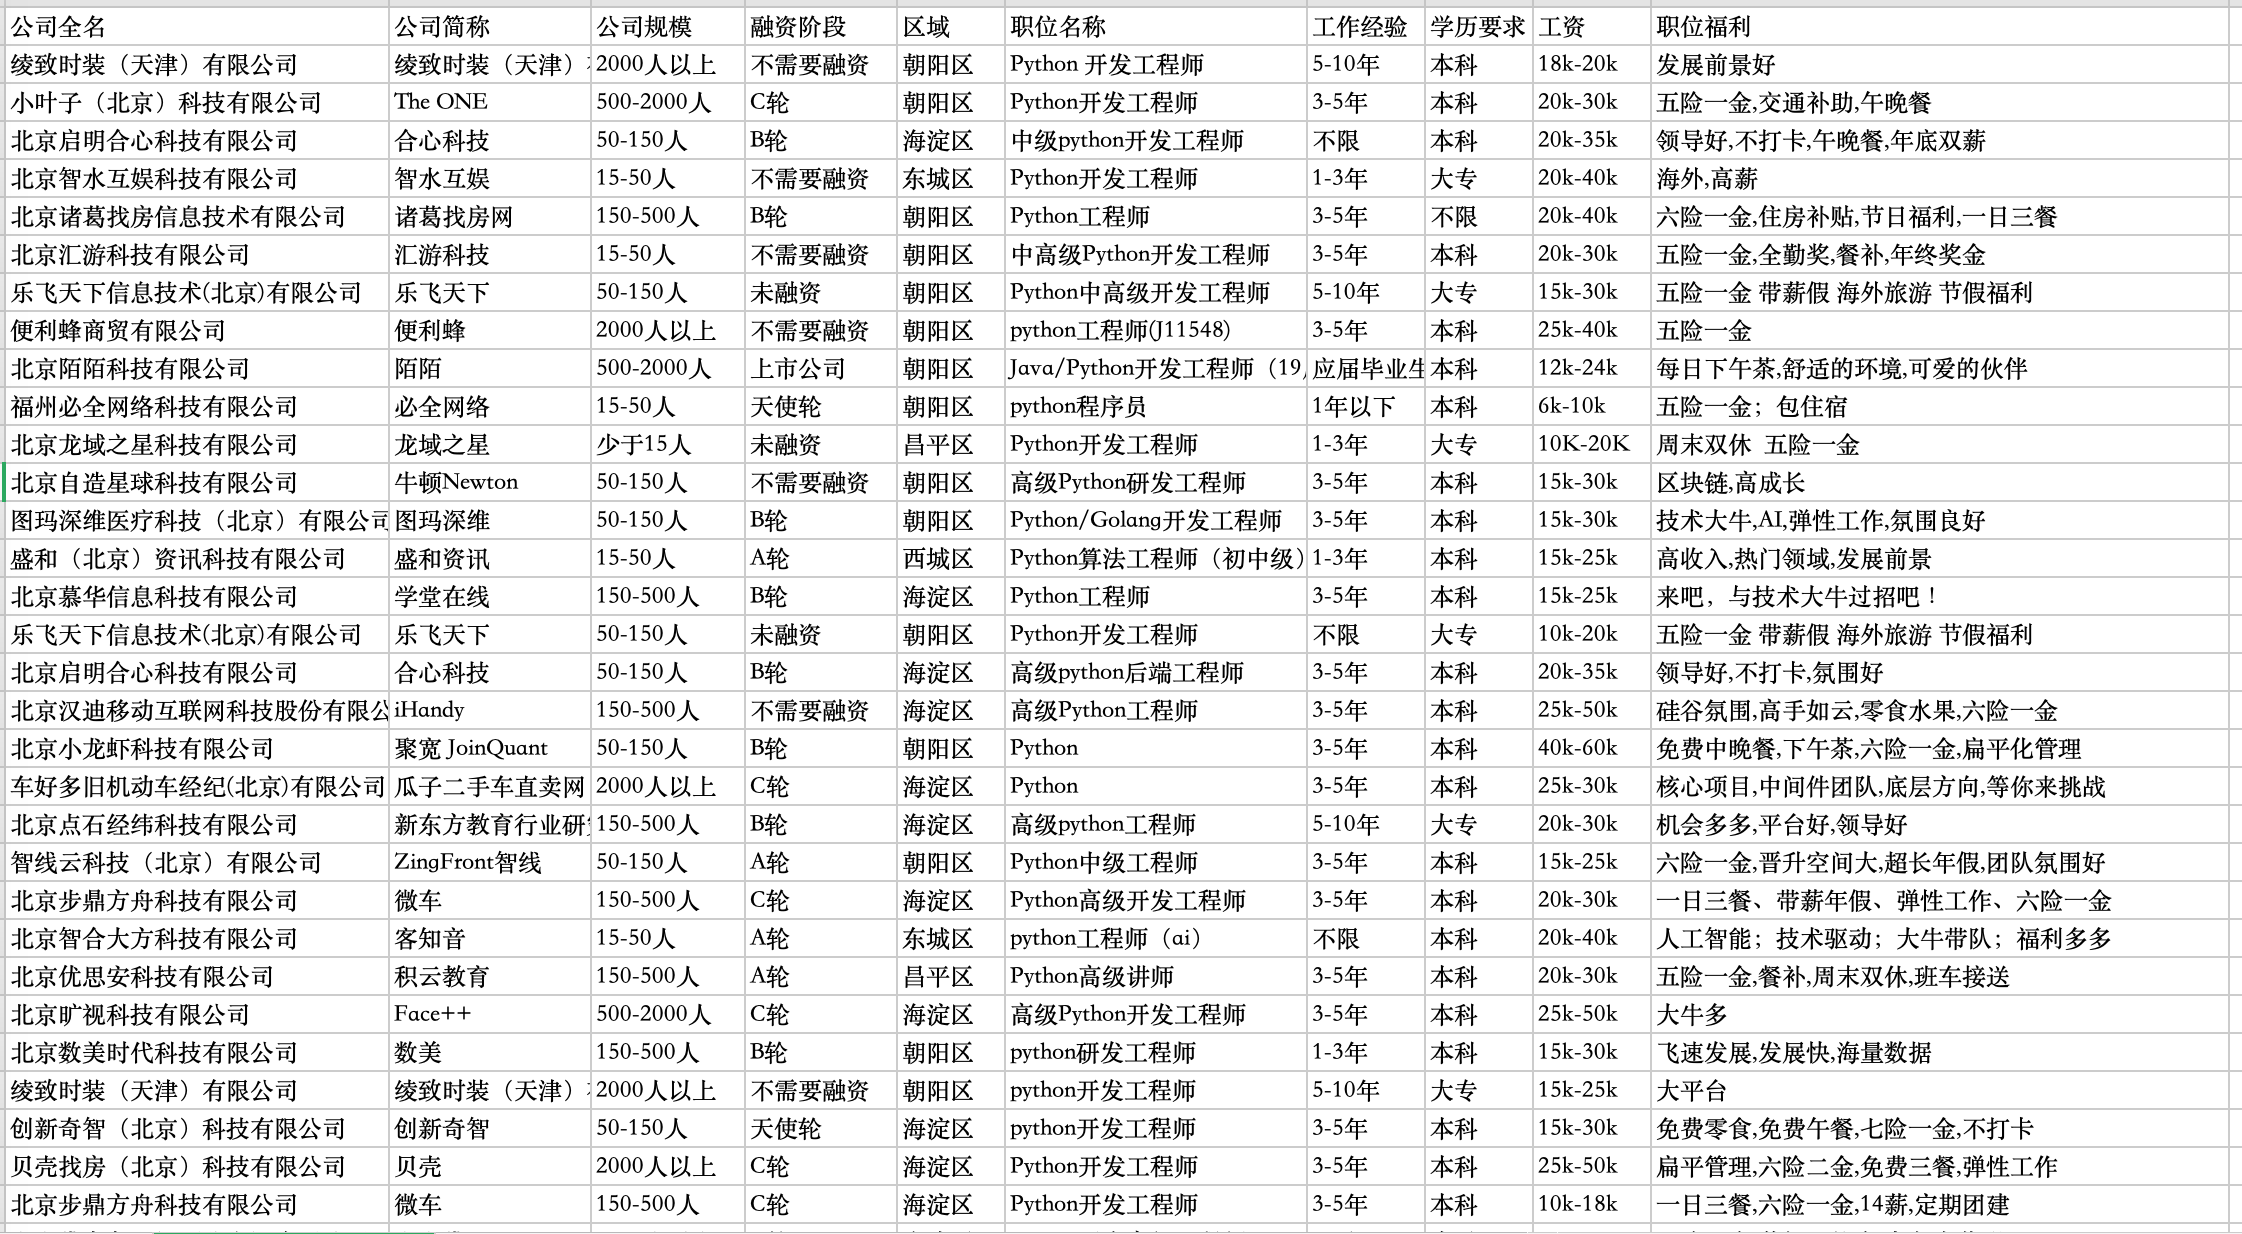 公司全名 公司简称 公司规模 融资阶段 区域 职位名称 工作经验 学历要求 工资 职位福利
绫致时装（天津）有限公司 绫致时装（天津） 2000人以上 不需要融资 朝阳区 Python 开发工程师 5-10年 本科 18k-20k 发展前景好
小叶子（北京）科技有限公司 The ONE 500-2000人 C轮 朝阳区 Python开发工程师 3-5年 本科 20k-30k 五险一金,交通补助,午晚餐
北京启明合心科技有限公司 合心科技 50-150人 B轮 海淀区 中级python开发工程师 不限 本科 20k-35k 领导好,不打卡,午晚餐,年底双薪
北京智水互娱科技有限公司 智水互娱 15-50人 不需要融资 东城区 Python开发工程师 1-3年 大专 20k-40k 海外,高薪
北京诸葛找房信息技术有限公司 诸葛找房网 150-500人 B轮 朝阳区 Python工程师 3-5年 不限 20k-40k 六险一金,住房补贴,节日福利,一日三餐
北京汇游科技有限公司 汇游科技 15-50人 不需要融资 朝阳区 中高级Python开发工程师 3-5年 本科 20k-30k 五险一金,全勤奖,餐补,年终奖金
乐飞天下信息技术(北京)有限公司 乐飞天下 50-150人 未融资 朝阳区 Python中高级开发工程师 5-10年 大专 15k-30k 五险一金 带薪假 海外旅游 节假福利
便利蜂商贸有限公司 便利蜂 2000人以上 不需要融资 朝阳区 python工程师(J11548) 3-5年 本科 25k-40k 五险一金
北京陌陌科技有限公司 陌陌 500-2000人 上市公司 朝阳区 Java/Python开发工程师（19 应届毕业生 本科 12k-24k 每日下午茶,舒适的环境,可爱的伙伴
福州必全网络科技有限公司 必全网络 15-50人 天使轮 朝阳区 python程序员 1年以下 本科 6k-10k 五险一金；包住宿
北京龙域之星科技有限公司 龙域之星 少于15人 未融资 昌平区 Python开发工程师 1-3年 大专 10K-20K 周末双休 五险一金
北京自造星球科技有限公司 牛顿Newton 50-150人 不需要融资 朝阳区 高级Python研发工程师 3-5年 本科 15k-30k 区块链,高成长
图玛深维医疗科技（北京）有限公司 图玛深维 50-150人 B轮 朝阳区 Python/Golang开发工程师 3-5年 本科 15k-30k 技术大牛,AI,弹性工作,氛围良好
盛和（北京）资讯科技有限公司 盛和资讯 15-50人 A轮 西城区 Python算法工程师（初中级） 1-3年 本科 15k-25k 高收入,热门领域,发展前景
北京慕华信息科技有限公司 学堂在线 150-500人 B轮 海淀区 Python工程师 3-5年 本科 15k-25k 来吧，与技术大牛过招吧！
乐飞天下信息技术(北京)有限公司 乐飞天下 50-150人 未融资 朝阳区 Python开发工程师 不限 大专 10k-20k 五险一金 带薪假 海外旅游 节假福利
北京启明合心科技有限公司 合心科技 50-150人 B轮 海淀区 高级python后端工程师 3-5年 本科 20k-35k 领导好,不打卡,氛围好
北京汉迪移动互联网科技股份有限公 iHandy 150-500人 不需要融资 海淀区 高级Python工程师 3-5年 本科 25k-50k 硅谷氛围,高手如云,零食水果,六险一金
北京小龙虾科技有限公司 聚宽 JoinQuant 50-150人 B轮 朝阳区 Python 3-5年 本科 40k-60k 免费中晚餐,下午茶,六险一金,扁平化管理
车好多旧机动车经纪(北京)有限公司 瓜子二手车直卖网 2000人以上 C轮 海淀区 Python 3-5年 本科 25k-30k 核心项目,中间件团队,底层方向,等你来挑战
北京点石经纬科技有限公司 新东方教育行业研 150-500人 B轮 海淀区 高级python工程师 5-10年 大专 20k-30k 机会多多,平台好,领导好
智线云科技（北京）有限公司 ZingFront智线 50-150人 A轮 朝阳区 Python中级工程师 3-5年 本科 15k-25k 六险一金,晋升空间大,超长年假,团队氛围好
北京步鼎方舟科技有限公司 微车 150-500人 C轮 海淀区 Python高级开发工程师 3-5年 本科 20k-30k 一日三餐、带薪年假、弹性工作、六险一金
北京智合大方科技有限公司 客知音 15-50人 A轮 东城区 python工程师（ai） 不限 本科 20k-40k 人工智能；技术驱动；大牛带队；福利多多
北京优思安科技有限公司 积云教育 150-500人 A轮 昌平区 Python高级讲师 3-5年 本科 20k-30k 五险一金,餐补,周末双休,班车接送
北京旷视科技有限公司 Face++ 500-2000人 C轮 海淀区 高级Python开发工程师 3-5年 本科 25k-50k 大牛多
北京数美时代科技有限公司 数美 150-500人 B轮 朝阳区 python研发工程师 1-3年 本科 15k-30k 飞速发展,发展快,海量数据
绫致时装（天津）有限公司 绫致时装（天津） 2000人以上 不需要融资 朝阳区 python开发工程师 5-10年 大专 15k-25k 大平台
创新奇智（北京）科技有限公司 创新奇智 50-150人 天使轮 海淀区 python开发工程师 3-5年 本科 15k-30k 免费零食,免费午餐,七险一金,不打卡
贝壳找房（北京）科技有限公司 贝壳 2000人以上 C轮 海淀区 Python开发工程师 3-5年 本科 25k-50k 扁平管理,六险二金,免费三餐,弹性工作
北京步鼎方舟科技有限公司 微车 150-500人 C轮 海淀区 Python开发工程师 3-5年 本科 10k-18k 一日三餐,六险一金,14薪,定期团建